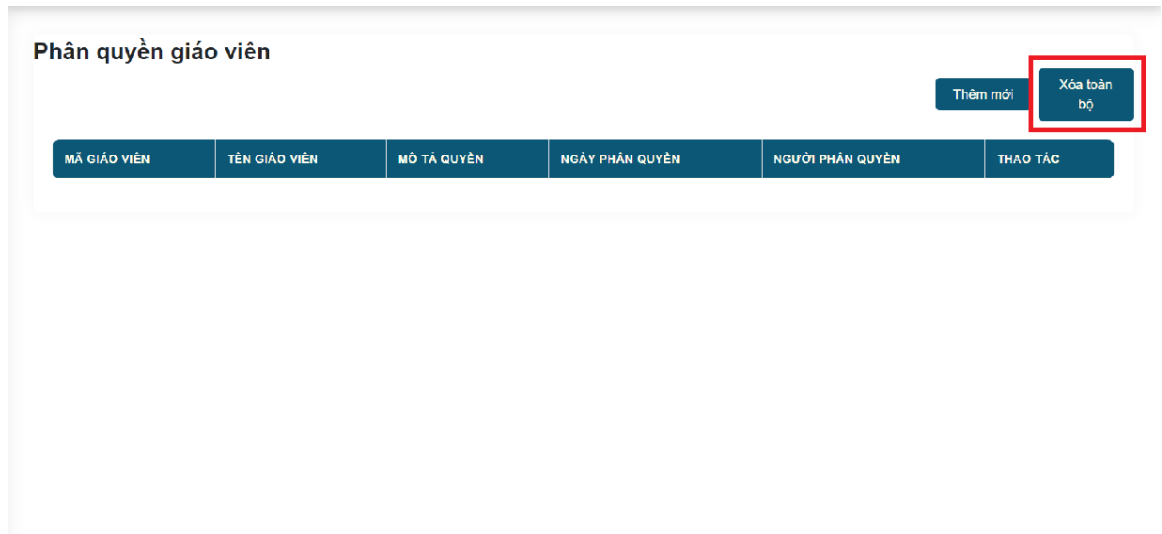 Phân quyền giáo viên
Thêm mới
Xóa toàn
bộ
MÃ GIÁO VIÊN TÊN GIÁO VIÊN MÔ TẢ QUYỀN NGÀY PHÂN QUYỀN NGƯỜI PHÂN QUYỀN THAO TÁC